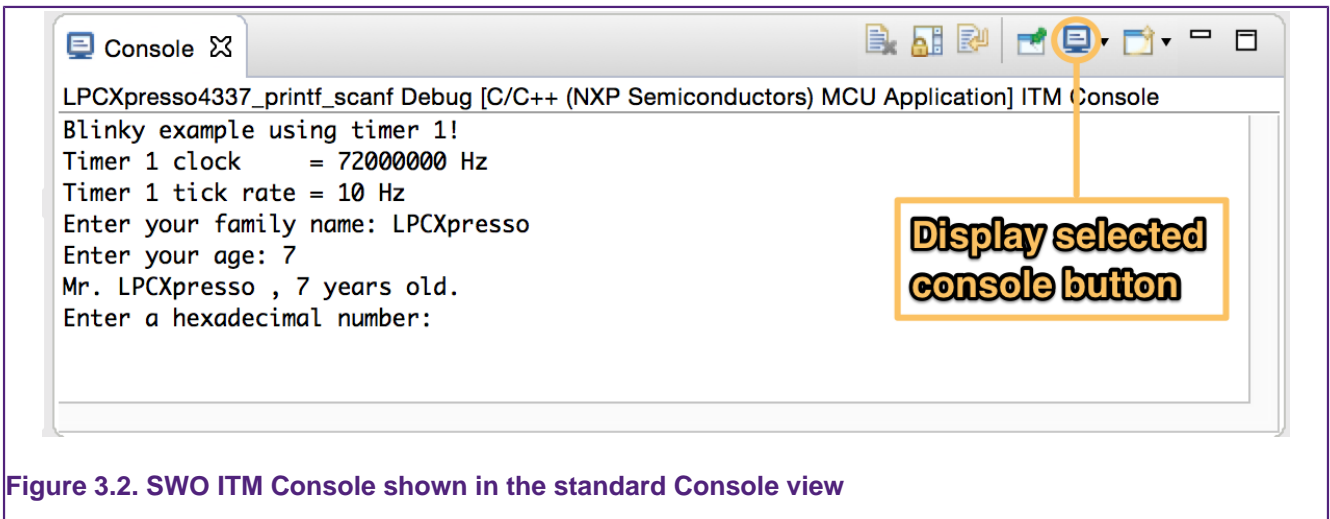 Console
LPCXpresso4337_printf_scanf Debug [C/C++ (NXP Semiconductors) MCU Application] ITM Console
Blinky example using timer 1!
Timer 1 clock     = 72000000 Hz
Timer 1 tick rate = 10 Hz
Enter your family name: LPCXpresso
Enter your age: 7
Mr. LPCXpresso , 7 years old.
Enter a hexadecimal number:
Display selected
console button
Figure 3.2. SWO ITM Console shown in the standard Console view